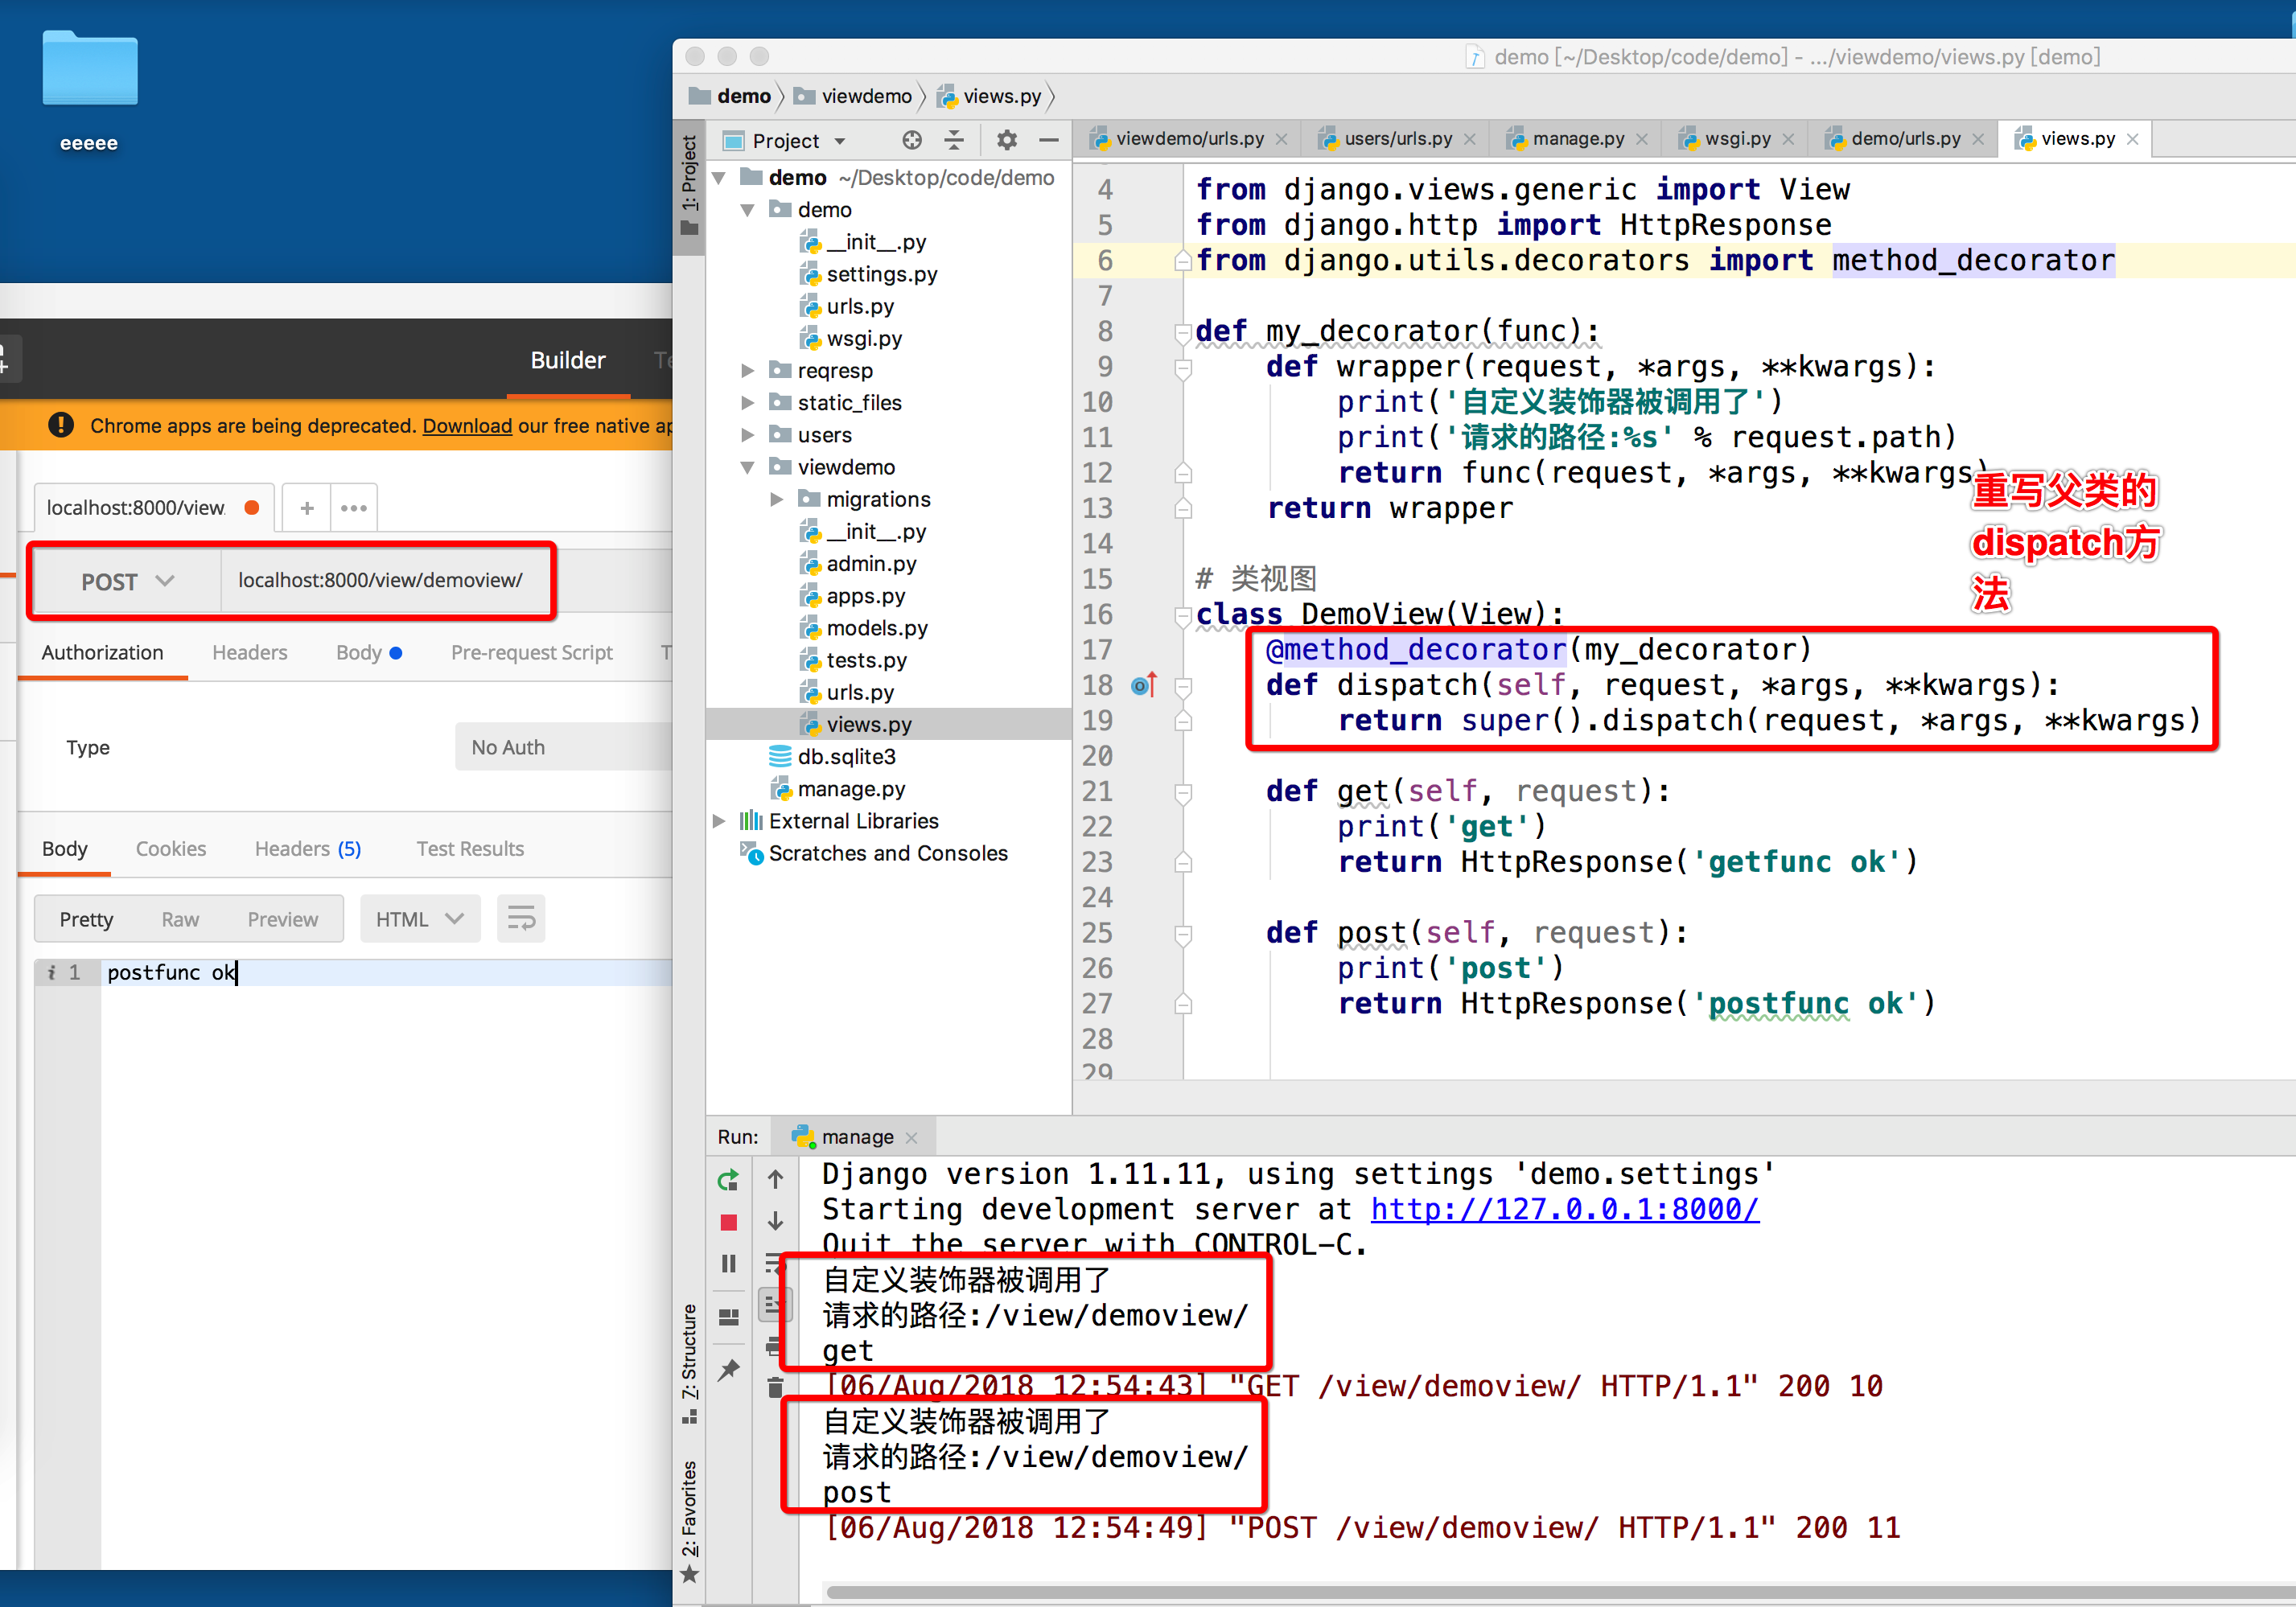 eeeee
Builder
Chrome apps are being deprecated. Download our free native
localhost:8000/view
+
•••
POST
localhost:8000/view/demoview/
Authorization
Headers
Body
Pre-request Script
Type
No Auth
Body
Cookies
Headers (5)
Test Results
Pretty
Raw
Preview
HTML
i 1 postfunc ok
demo [~/Desktop/code/demo] - .../viewdemo/views.py [demo]
demo
viewdemo
views.py
1: Project
7: Structure
2: Favorites
Project
demo ~/Desktop/code/demo
demo
__init__.py
settings.py
urls.py
wsgi.py
reqresp
static_files
users
viewdemo
migrations
__init__.py
admin.py
apps.py
models.py
tests.py
urls.py
views.py
db.sqlite3
manage.py
External Libraries
Scratches and Consoles
viewdemo/urls.py
users/urls.py
manage.py
wsgi.py
demo/urls.py
views.py
4 from django.views.generic import View
5 from django.http import HttpResponse
6 from django.utils.decorators import method_decorator
7
8 def my_decorator(func):
9 def wrapper(request, *args, **kwargs):
10 print('自定义装饰器被调用了')
11 print('请求的路径:%s' % request.path)
12 return func(request, *args, **kwargs)
13 return wrapper
14
15 # 类视图
16 class DemoView(View):
17 @method_decorator(my_decorator)
18 def dispatch(self, request, *args, **kwargs):
19 return super().dispatch(request, *args, **kwargs)
20
21 def get(self, request):
22 print('get')
23 return HttpResponse('getfunc ok')
24
25 def post(self, request):
26 print('post')
27 return HttpResponse('postfunc ok')
28
29
重写父类的
dispatch方
法
Run:
manage
Django version 1.11.11, using settings 'demo.settings'
Starting development server at http://127.0.0.1:8000/
Quit the server with CONTROL-C.
自定义装饰器被调用了
请求的路径:/view/demoview/
get
[06/Aug/2018 12:54:43] "GET /view/demoview/ HTTP/1.1" 200 10
自定义装饰器被调用了
请求的路径:/view/demoview/
post
[06/Aug/2018 12:54:49] "POST /view/demoview/ HTTP/1.1" 200 11